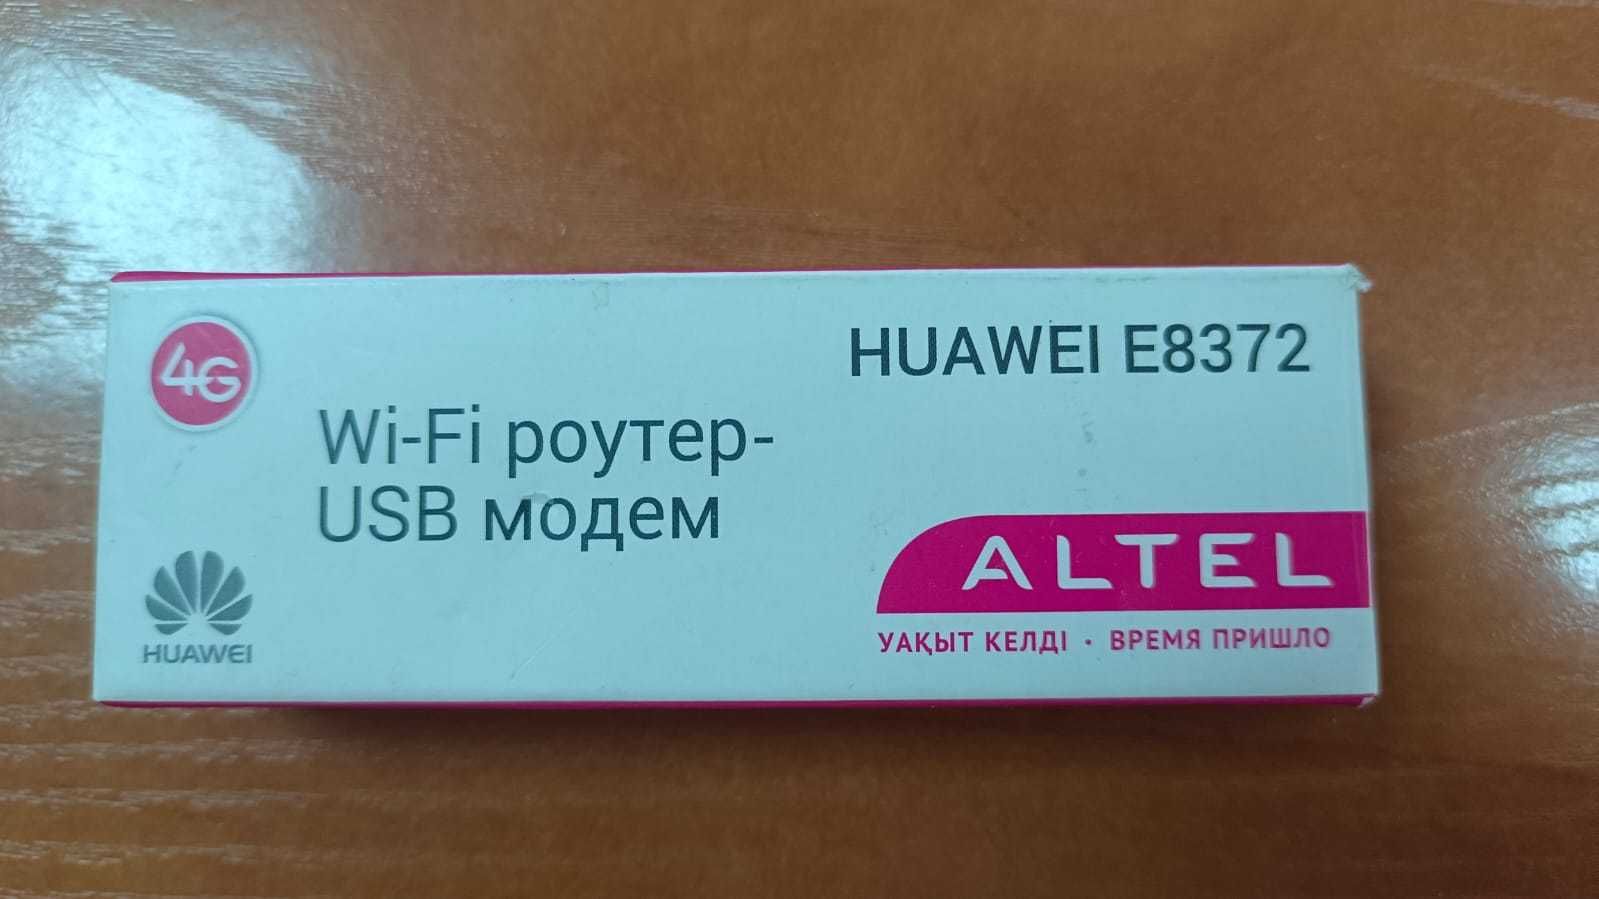 4G
HUAWEI E8372
Wi-Fi роутер-
USB модем
ALTEL
HUAWEI
УАҚЫТ КЕЛДІ · ВРЕМЯ ПРИШЛО